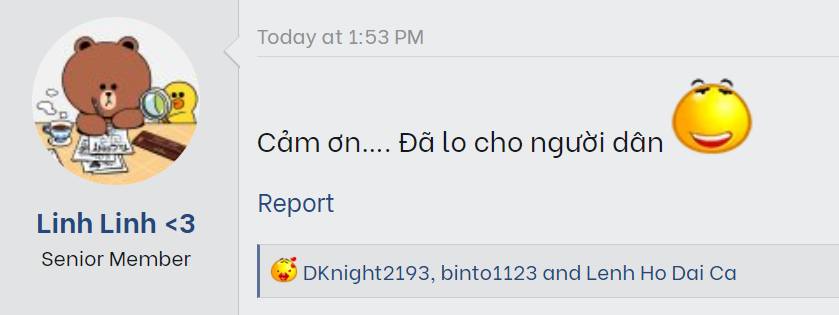 Today at 1:53 PM
Cảm ơn.... Đã lo cho người dân
Linh Linh <3
Senior Member
Report
DKnight2193, binto1123 and Lenh Ho Dai Ca